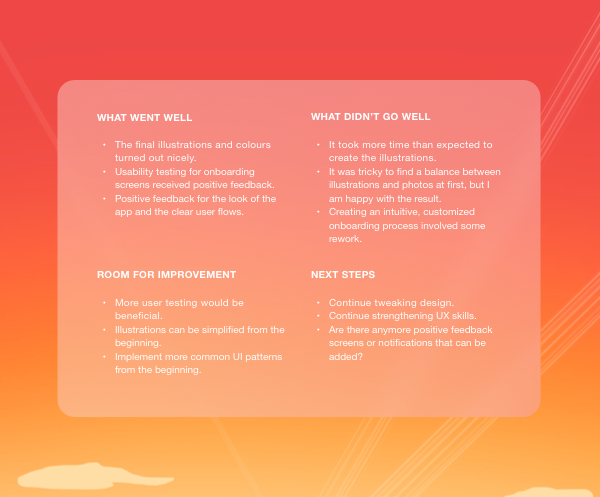 WHAT WENT WELL
• The final illustrations and colours
turned out nicely.
• Usability testing for onboarding
screens received positive feedback.
• Positive feedback for the look of the
app and the clear user flows.
WHAT DIDN'T GO WELL
• It took more time than expected to
create the illustrations.
• It was tricky to find a balance between
illustrations and photos at first, but I
am happy with the result.
• Creating an intuitive, customized
onboarding process involved some
rework.
ROOM FOR IMPROVEMENT
• More user testing would be
beneficial.
• Illustrations can be simplified from the
beginning.
• Implement more common UI patterns
from the beginning.
NEXT STEPS
• Continue tweaking design.
• Continue strengthening UX skills.
• Are there anymore positive feedback
screens or notifications that can be
added?